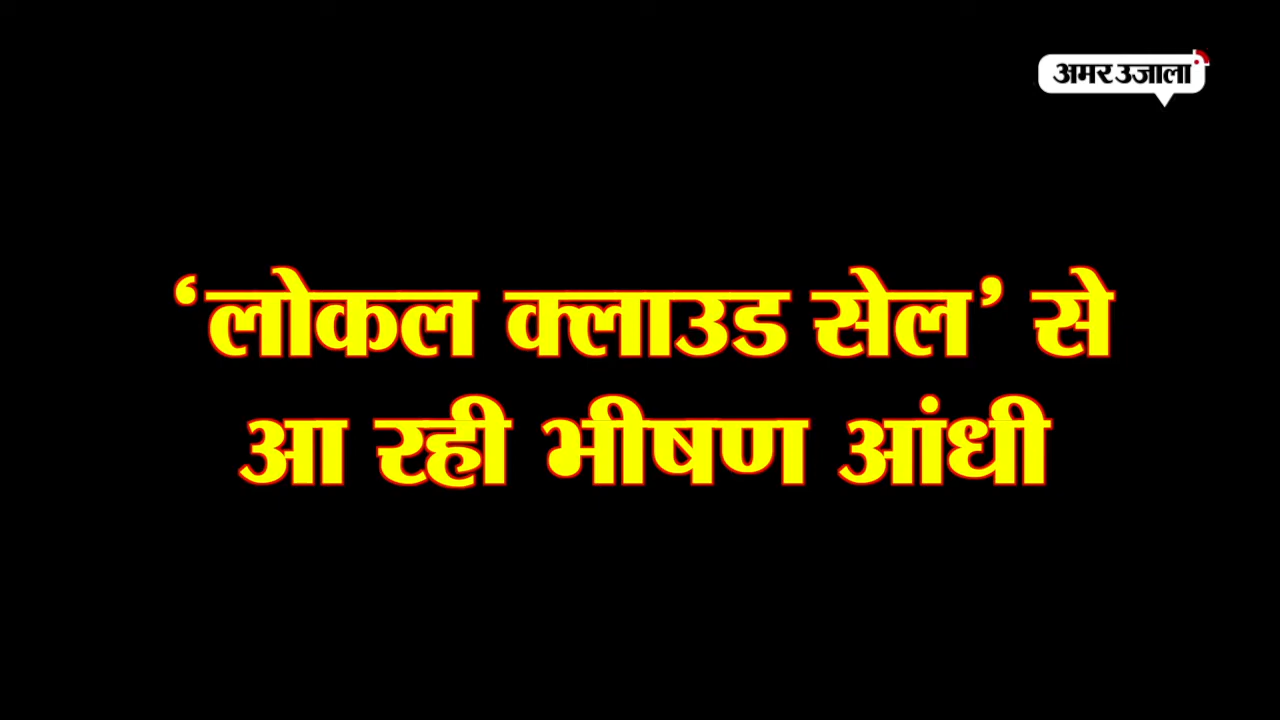 अमर उजाला
‘लोकल क्लाउड सेल’ से
आ रही भीषण आंधी